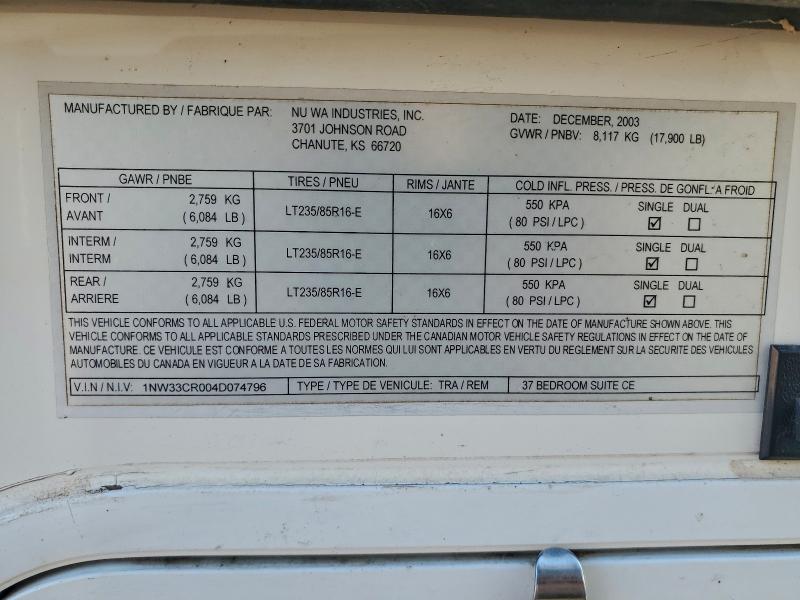 MANUFACTURED BY / FABRIQUE PAR: NU WA INDUSTRIES, INC. DATE: DECEMBER, 2003
3701 JOHNSON ROAD GVWR / PNBV: 8,117 KG (17,900 LB)
CHANUTE, KS 66720
GAWR / PNBE TIRES / PNEU RIMS / JANTE COLD INFL. PRESS. / PRESS. DE GONFL. A FROID
FRONT / 2,759 KG LT235/85R16-E 16X6 550 KPA SINGLE DUAL
AVANT ( 6,084 LB ) ( 80 PSI / LPC ) ☑ ☐
INTERM / 2,759 KG LT235/85R16-E 16X6 550 KPA SINGLE DUAL
INTERM ( 6,084 LB ) ( 80 PSI / LPC ) ☑ ☐
REAR / 2,759 KG LT235/85R16-E 16X6 550 KPA SINGLE DUAL
ARRIERE ( 6,084 LB ) ( 80 PSI / LPC ) ☑ ☐
THIS VEHICLE CONFORMS TO ALL APPLICABLE U.S. FEDERAL MOTOR SAFETY STANDARDS IN EFFECT ON THE DATE OF MANUFACTURE SHOWN ABOVE. THIS
VEHICLE CONFORMS TO ALL APPLICABLE STANDARDS PRESCRIBED UNDER THE CANADIAN MOTOR VEHICLE SAFETY REGULATIONS IN EFFECT ON THE DATE OF
MANUFACTURE. CE VEHICULE EST CONFORME A TOUTES LES NORMES QUI LUI SONT APPLICABLES EN VERTU DU REGLEMENT SUR LA SECURITE DES VEHICULES
AUTOMOBILES DU CANADA EN VIGUEUR A LA DATE DE SA FABRICATION.
V.I.N / N.I.V: 1NW33CR004D074796 TYPE / TYPE DE VENICULE: TRA / REM 37 BEDROOM SUITE CE